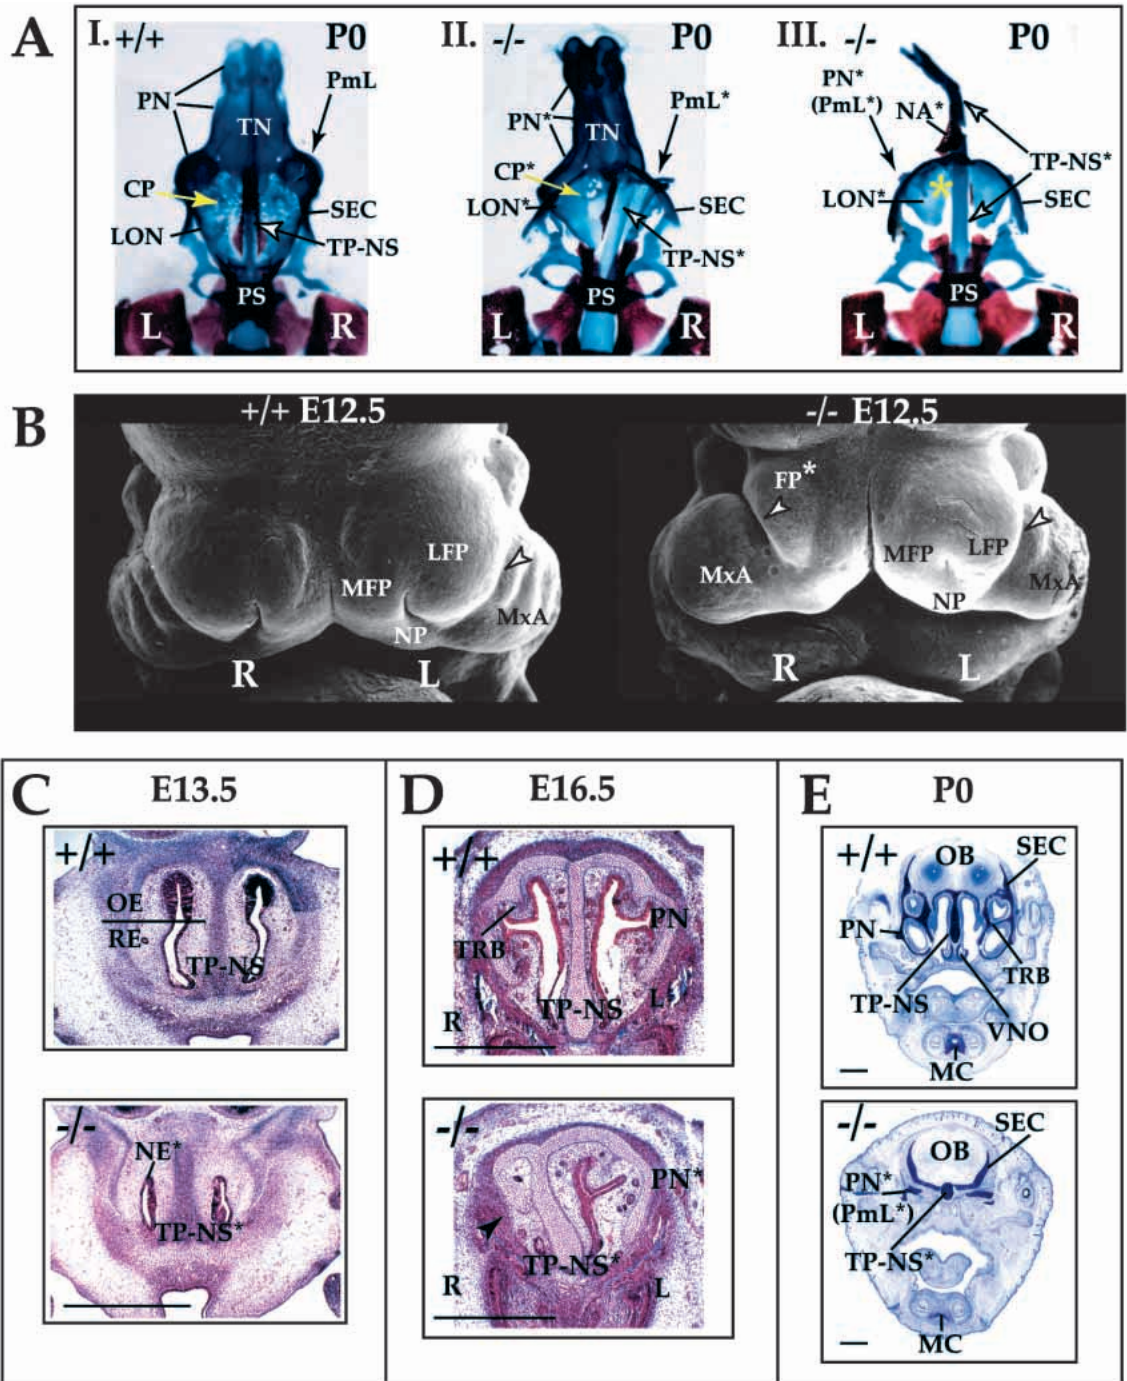 A
I. +/+ P0
PN
PmL
TN
CP
SEC
LON
TP-NS
PS
L R
II. -/- P0
PmL*
PN*
TN
CP*
LON*
SEC
TP-NS*
PS
L R
III. -/- P0
PN*
(PmL*)
NA*
TP-NS*
*
LON*
SEC
PS
L R
B
+/+ E12.5
LFP
MFP
MxA
NP
R L
-/- E12.5
FP*
MFP LFP
MxA MxA
NP
R L
C E13.5
+/+
OE
RE
TP-NS
-/-
NE*
TP-NS*
D E16.5
+/+
PN
TRB
TP-NS
R L
-/-
PN*
TP-NS*
R L
E P0
+/+ OB SEC
PN
TRB
TP-NS
VNO
MC
-/-
SEC
OB
PN*
(PmL*)
TP-NS*
MC